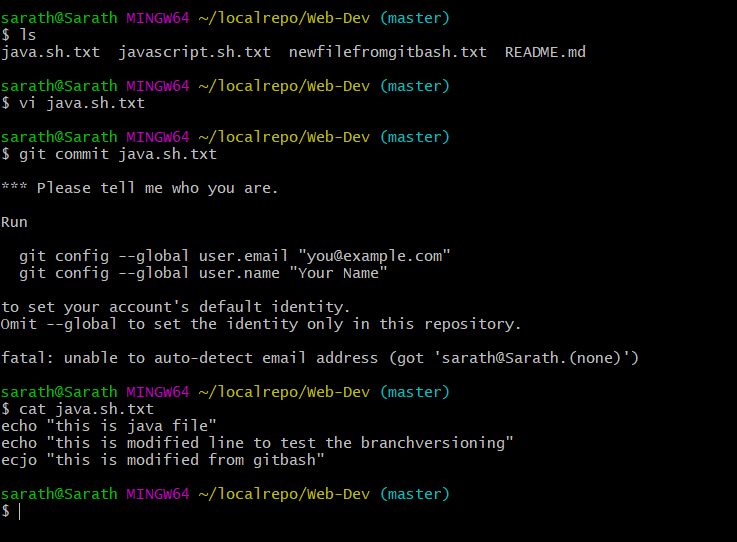 sarath@Sarath MINGW64 ~/localrepo/Web-Dev (master)
$ ls
java.sh.txt  javascript.sh.txt  newfilefromgitbash.txt  README.md
sarath@Sarath MINGW64 ~/localrepo/Web-Dev (master)
$ vi java.sh.txt
sarath@Sarath MINGW64 ~/localrepo/Web-Dev (master)
$ git commit java.sh.txt
*** Please tell me who you are.
Run
  git config --global user.email "you@example.com"
  git config --global user.name "Your Name"
to set your account's default identity.
Omit --global to set the identity only in this repository.
fatal: unable to auto-detect email address (got 'sarath@Sarath.(none)')
sarath@Sarath MINGW64 ~/localrepo/Web-Dev (master)
$ cat java.sh.txt
echo "this is java file"
echo "this is modified line to test the branchversioning"
ecjo "this is modified from gitbash"
sarath@Sarath MINGW64 ~/localrepo/Web-Dev (master)
$